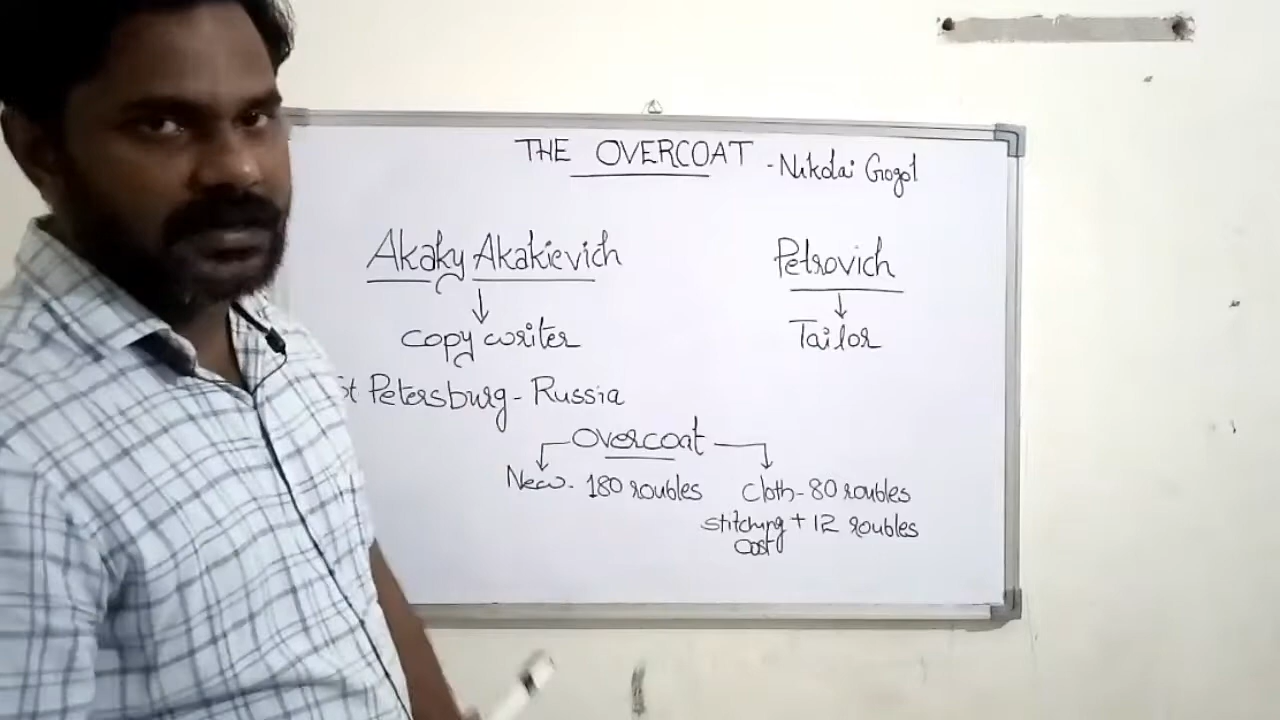 THE OVERCOAT - Nikolai Gogol
Akaky Akakievich
Petrovich
copy writer
Tailor
St Petersburg - Russia
Overcoat
New - 180 roubles
Cloth - 80 roubles
Stitching + 12 roubles
Cost